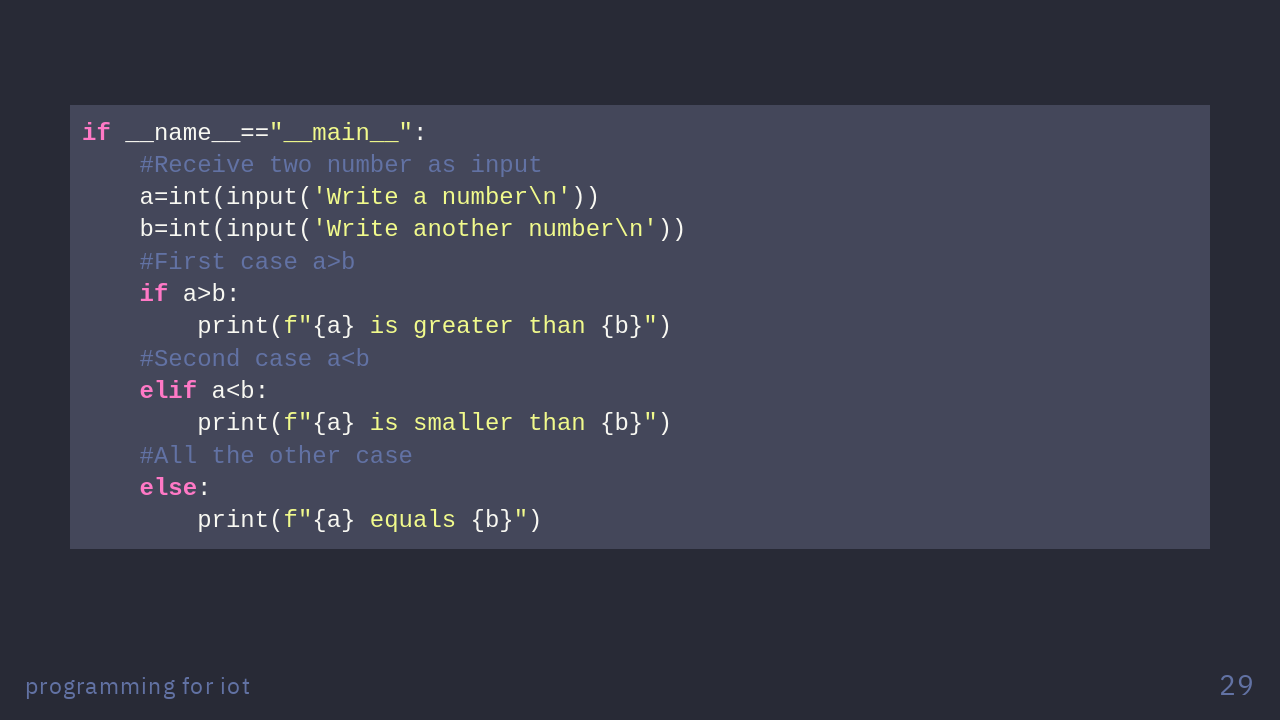 if __name__=="__main__":
    #Receive two number as input
    a=int(input('Write a number\n'))
    b=int(input('Write another number\n'))
    #First case a>b
    if a>b:
        print(f"{a} is greater than {b}")
    #Second case a<b
    elif a<b:
        print(f"{a} is smaller than {b}")
    #All the other case
    else:
        print(f"{a} equals {b}")
programming for iot
29